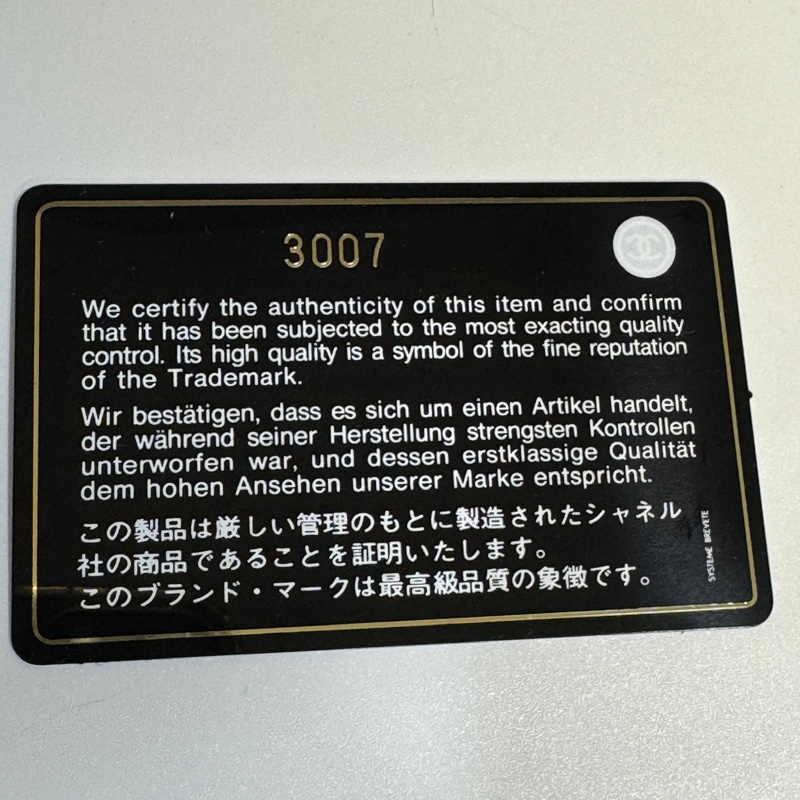 3007
We certify the authenticity of this item and confirm
that it has been subjected to the most exacting quality
control. Its high quality is a symbol of the fine reputation
of the Trademark.
Wir bestätigen, dass es sich um einen Artikel handelt,
der während seiner Herstellung strengsten Kontrollen
unterworfen war, und dessen erstklassige Qualität
dem hohen Ansehen unserer Marke entspricht.
この製品は厳しい管理のもとに製造されたシャネル
社の商品であることを証明いたします。
このブランド・マークは最高級品質の象徴です。
SYSTEME BREVETE